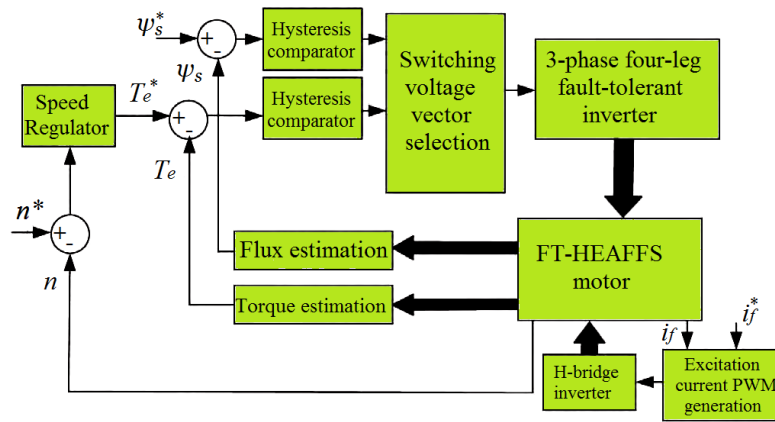 ψs*
+
-
Hysteresis
comparator
ψs
Switching
voltage
vector
selection
3-phase four-leg
fault-tolerant
inverter
Speed
Regulator
Te*
+
-
Hysteresis
comparator
Te
n*
+
-
n
Flux estimation
Torque estimation
FT-HEAFFS
motor
if
if*
H-bridge
inverter
Excitation
current PWM
generation